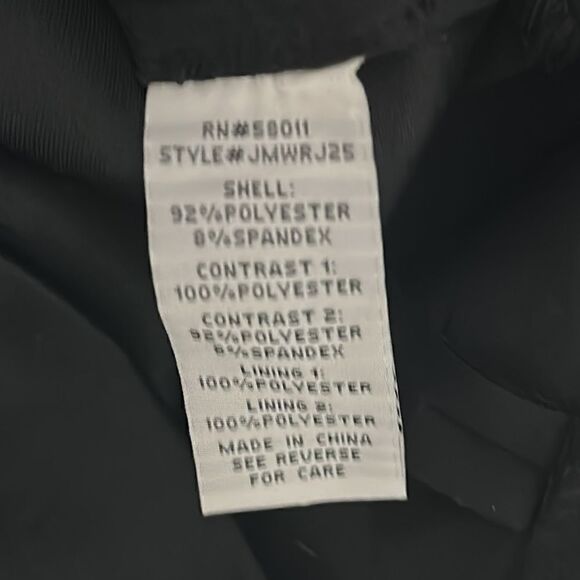 RN#58011
STYLE#JMWRJ25
SHELL:
92%POLYESTER
8%SPANDEX
CONTRAST 1:
100%POLYESTER
CONTRAST 2:
92%POLYESTER
8%SPANDEX
LINING 1:
100%POLYESTER
LINING 2:
100%POLYESTER
MADE IN CHINA
SEE REVERSE
FOR CARE